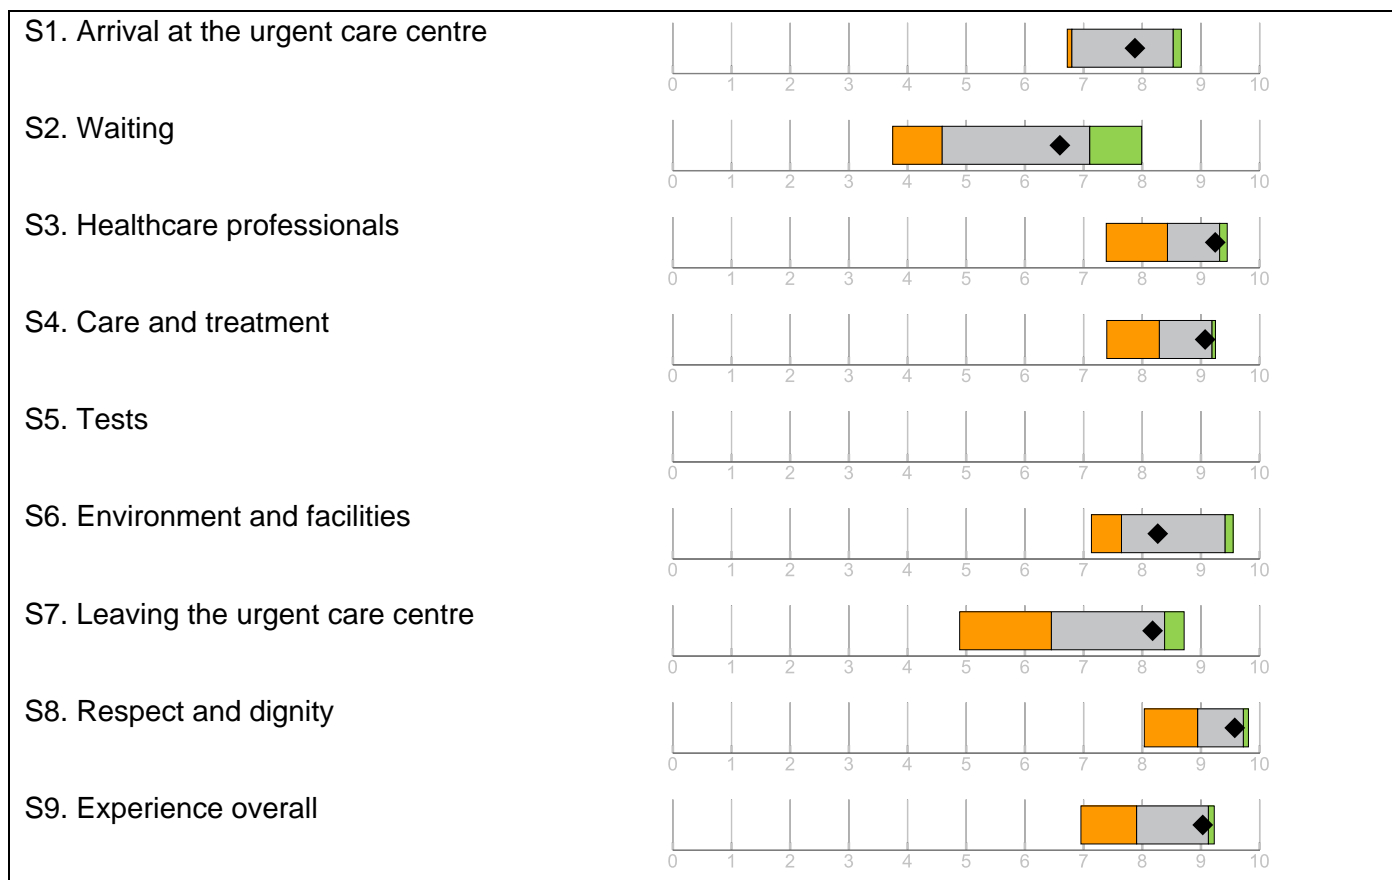 S1. Arrival at the urgent care centre
0 1 2 3 4 5 6 7 8 9 10
S2. Waiting
0 1 2 3 4 5 6 7 8 9 10
S3. Healthcare professionals
0 1 2 3 4 5 6 7 8 9 10
S4. Care and treatment
0 1 2 3 4 5 6 7 8 9 10
S5. Tests
0 1 2 3 4 5 6 7 8 9 10
S6. Environment and facilities
0 1 2 3 4 5 6 7 8 9 10
S7. Leaving the urgent care centre
0 1 2 3 4 5 6 7 8 9 10
S8. Respect and dignity
0 1 2 3 4 5 6 7 8 9 10
S9. Experience overall
0 1 2 3 4 5 6 7 8 9 10